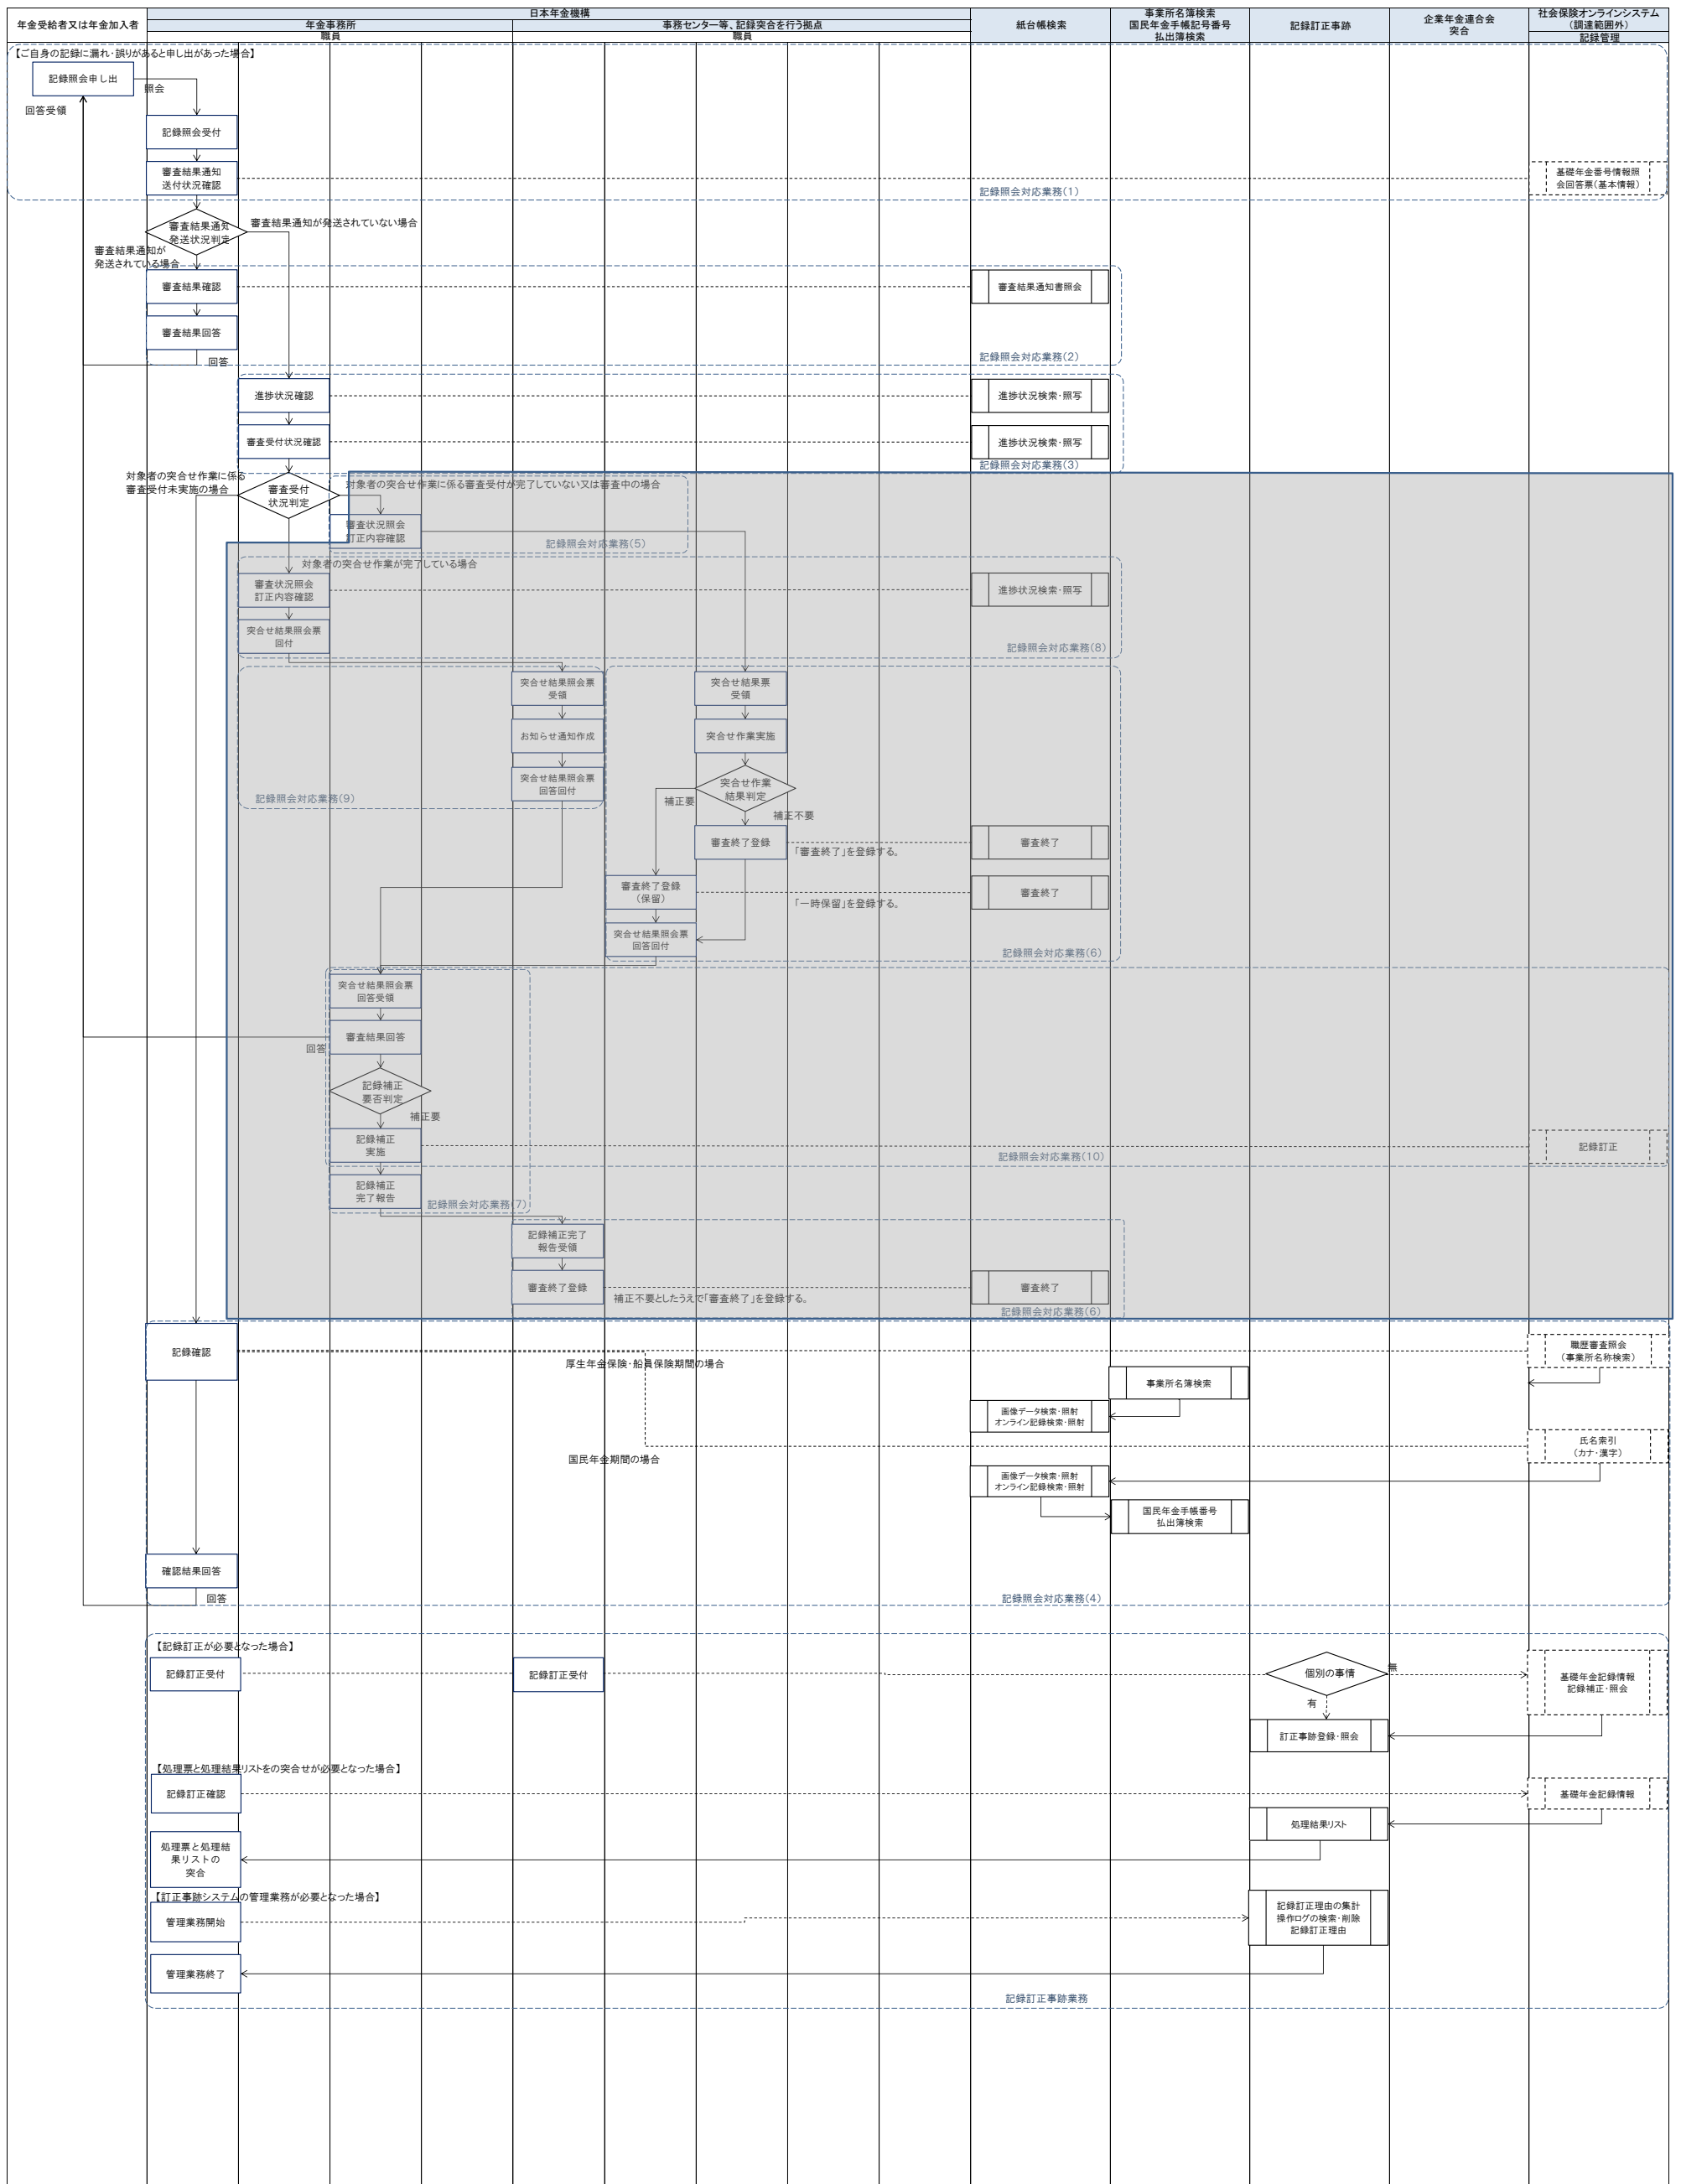 年金受給者又は年金加入者
日本年金機構
年金事務所
職員
事務センター等、記録突合を行う拠点
職員
紙台帳検索
事業所名簿検索
国民年金手帳記号番号
払出簿検索
記録訂正事跡
企業年金連合会
突合
社会保険オンラインシステム
（調達範囲外）
記録管理
【ご自身の記録に漏れ・誤りがあると申し出があった場合】
記録照会申し出
照会
回答受領
記録照会受付
審査結果通知
送付状況確認
基礎年金番号情報照
会回答票（基本情報）
記録照会対応業務（1）
審査結果通知
発送状況判定
審査結果通知が発送されていない場合
審査結果通知が
発送されている場合
審査結果確認
審査結果通知書照会
審査結果回答
回答
記録照会対応業務（2）
進捗状況確認
進捗状況検索・照写
審査受付状況確認
進捗状況検索・照写
記録照会対応業務（3）
対象者の突合せ作業に係る
審査受付未実施の場合
審査受付
状況判定
対象者の突合せ作業に係る審査受付が完了していない又は審査中の場合
審査状況照会
訂正内容確認
記録照会対応業務（5）
対象者の突合せ作業が完了している場合
審査状況照会
訂正内容確認
進捗状況検索・照写
突合せ結果照会票
回付
記録照会対応業務（8）
突合せ結果照会票
受領
突合せ結果票
受領
お知らせ通知作成
突合せ作業実施
突合せ結果照会票
回答回付
突合せ作業
結果判定
記録照会対応業務（9）
補正要
補正不要
審査終了登録
「審査終了」を登録する。
審査終了
審査終了登録
（保留）
「一時保留」を登録する。
審査終了
突合せ結果照会票
回答回付
記録照会対応業務（6）
突合せ結果照会票
回答受領
審査結果回答
回答
記録補正
要否判定
補正要
記録補正
実施
記録訂正
記録照会対応業務（10）
記録補正
完了報告
記録照会対応業務（7）
記録補正完了
報告受領
審査終了登録
補正不要としたうえで「審査終了」を登録する。
審査終了
記録照会対応業務（6）
記録確認
厚生年金保険・船員保険期間の場合
職歴審査照会
（事業所名称検索）
事業所名簿検索
画像データ検索・照射
オンライン記録検索・照射
国民年金期間の場合
氏名索引
（カナ・漢字）
画像データ検索・照射
オンライン記録検索・照射
国民年金手帳番号
払出簿検索
確認結果回答
回答
記録照会対応業務（4）
【記録訂正が必要となった場合】
記録訂正受付
記録訂正受付
個別の事情
無
有
基礎年金記録情報
記録補正・照会
訂正事跡登録・照会
【処理票と処理結果リストをの突合せが必要となった場合】
記録訂正確認
基礎年金記録情報
処理結果リスト
処理票と処理結
果リストの
突合
【訂正事跡システムの管理業務が必要となった場合】
管理業務開始
記録訂正理由の集計
操作ログの検索・削除
記録訂正理由
管理業務終了
記録訂正事跡業務